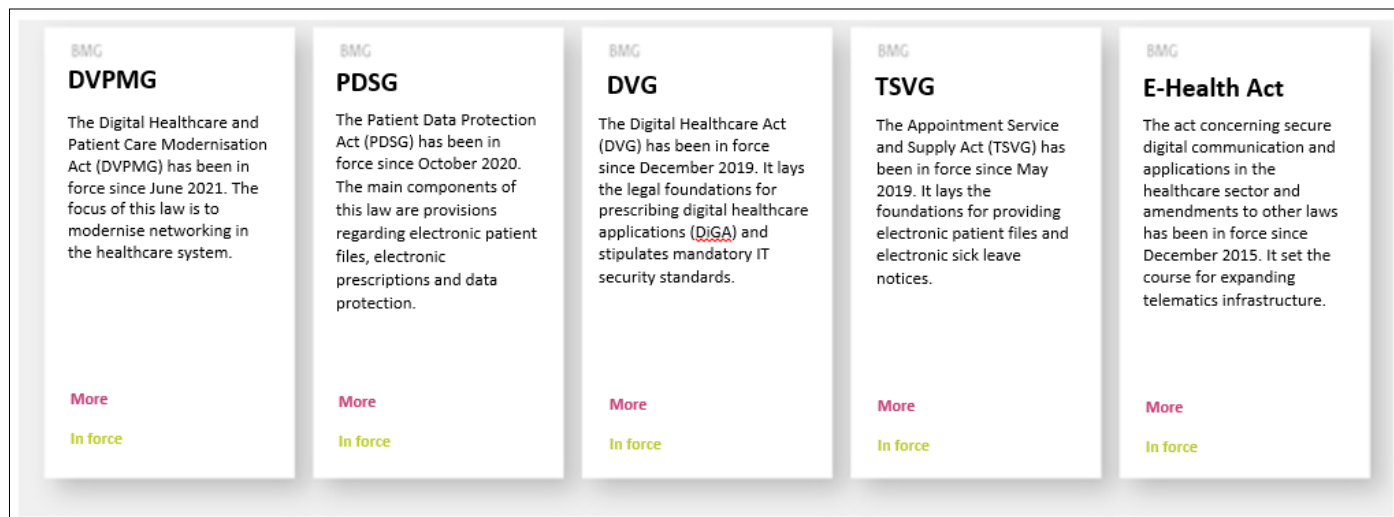 BMG
DVPMG
The Digital Healthcare and
Patient Care Modernisation
Act (DVPMG) has been in
force since June 2021. The
focus of this law is to
modernise networking in
the healthcare system.
More
In force
BMG
PDSG
The Patient Data Protection
Act (PDSG) has been in
force since October 2020.
The main components of
this law are provisions
regarding electronic patient
files, electronic
prescriptions and data
protection.
More
In force
BMG
DVG
The Digital Healthcare Act
(DVG) has been in force
since December 2019. It lays
the legal foundations for
prescribing digital healthcare
applications (DiGA) and
stipulates mandatory IT
security standards.
More
In force
BMG
TSVG
The Appointment Service
and Supply Act (TSVG) has
been in force since May
2019. It lays the
foundations for providing
electronic patient files and
electronic sick leave
notices.
More
In force
BMG
E-Health Act
The act concerning secure
digital communication and
applications in the
healthcare sector and
amendments to other laws
has been in force since
December 2015. It set the
course for expanding
telematics infrastructure.
More
In force